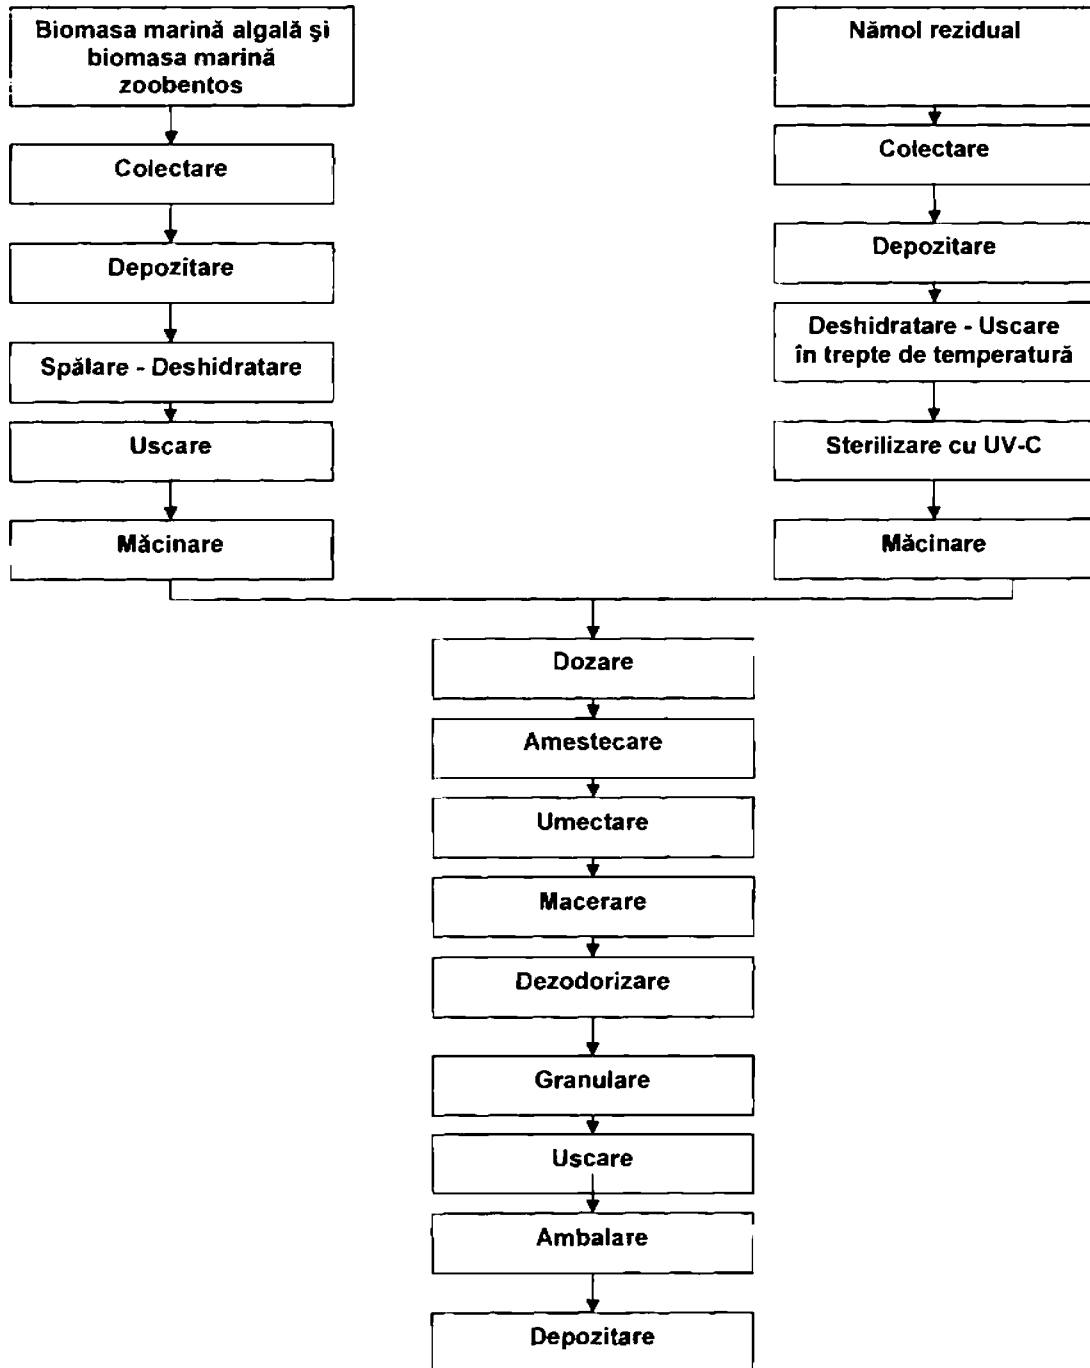 Biomasa marină algală şi
biomasa marină
zoobentos
Colectare
Depozitare
Spălare - Deshidratare
Uscare
Măcinare
Nămol rezidual
Colectare
Depozitare
Deshidratare - Uscare
în trepte de temperatură
Sterilizare cu UV-C
Măcinare
Dozare
Amestecare
Umectare
Macerare
Dezodorizare
Granulare
Uscare
Ambalare
Depozitare